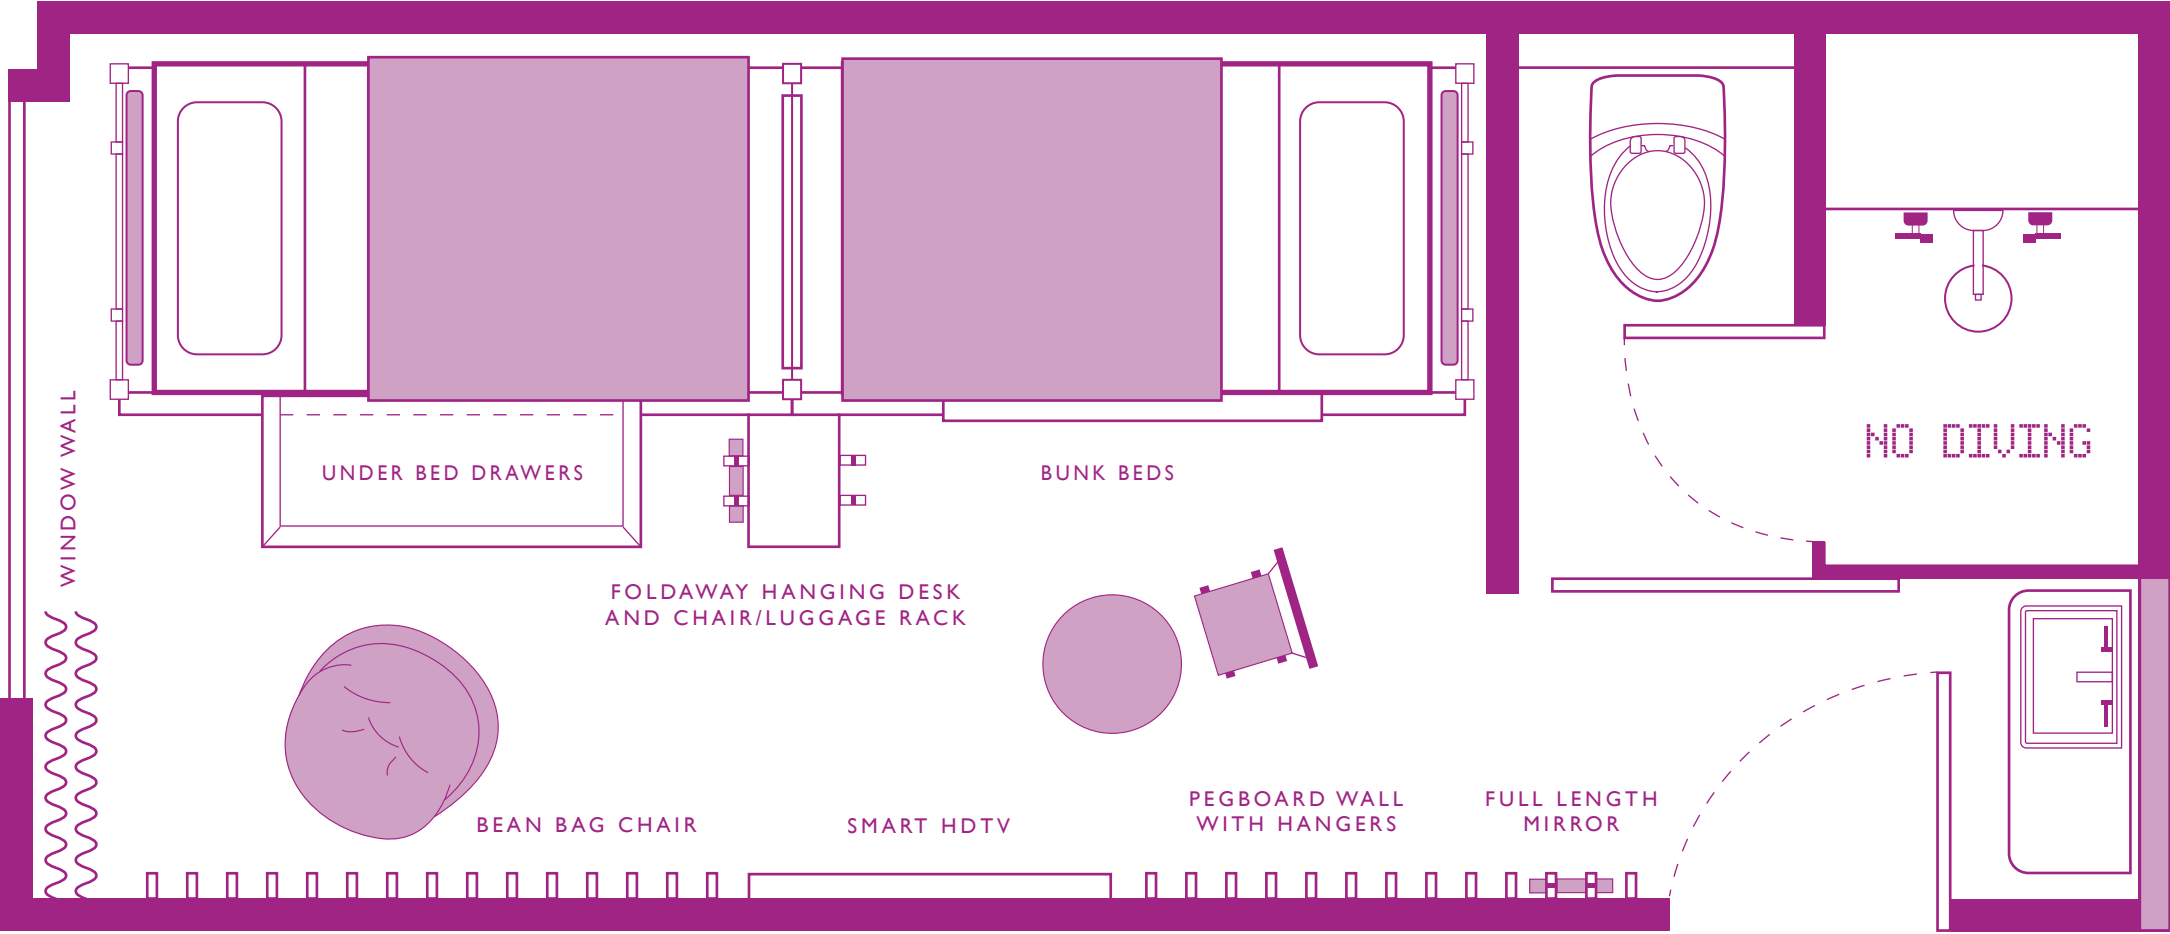 WINDOW WALL
UNDER BED DRAWERS
BUNK BEDS
NO DIVING
FOLDAWAY HANGING DESK
AND CHAIR/LUGGAGE RACK
BEAN BAG CHAIR
SMART HDTV
PEGBOARD WALL
WITH HANGERS
FULL LENGTH
MIRROR